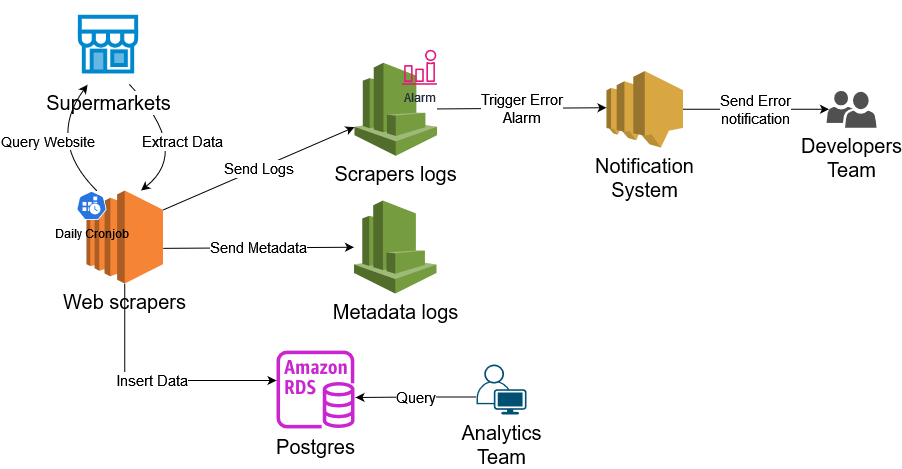 Supermarkets
Query Website
Extract Data
Daily Cronjob
Web scrapers
Send Logs
Alarm
Scrapers logs
Trigger Error
Alarm
Notification
System
Send Error
notification
Developers
Team
Send Metadata
Metadata logs
Insert Data
Amazon
RDS
Postgres
Query
Analytics
Team